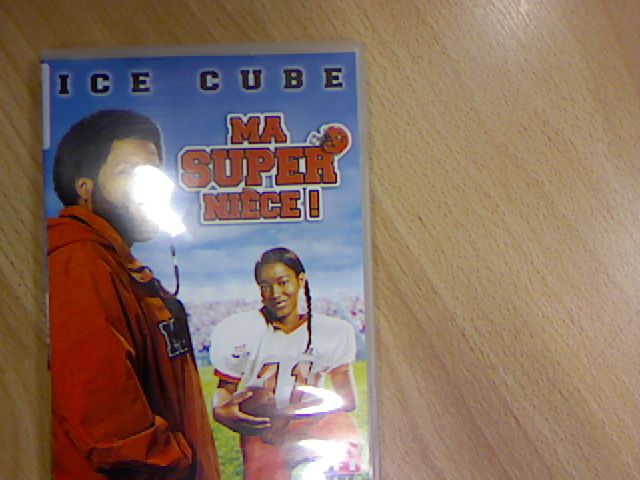 ICE CUBE
MA
SUPER
NIÈCE !
11